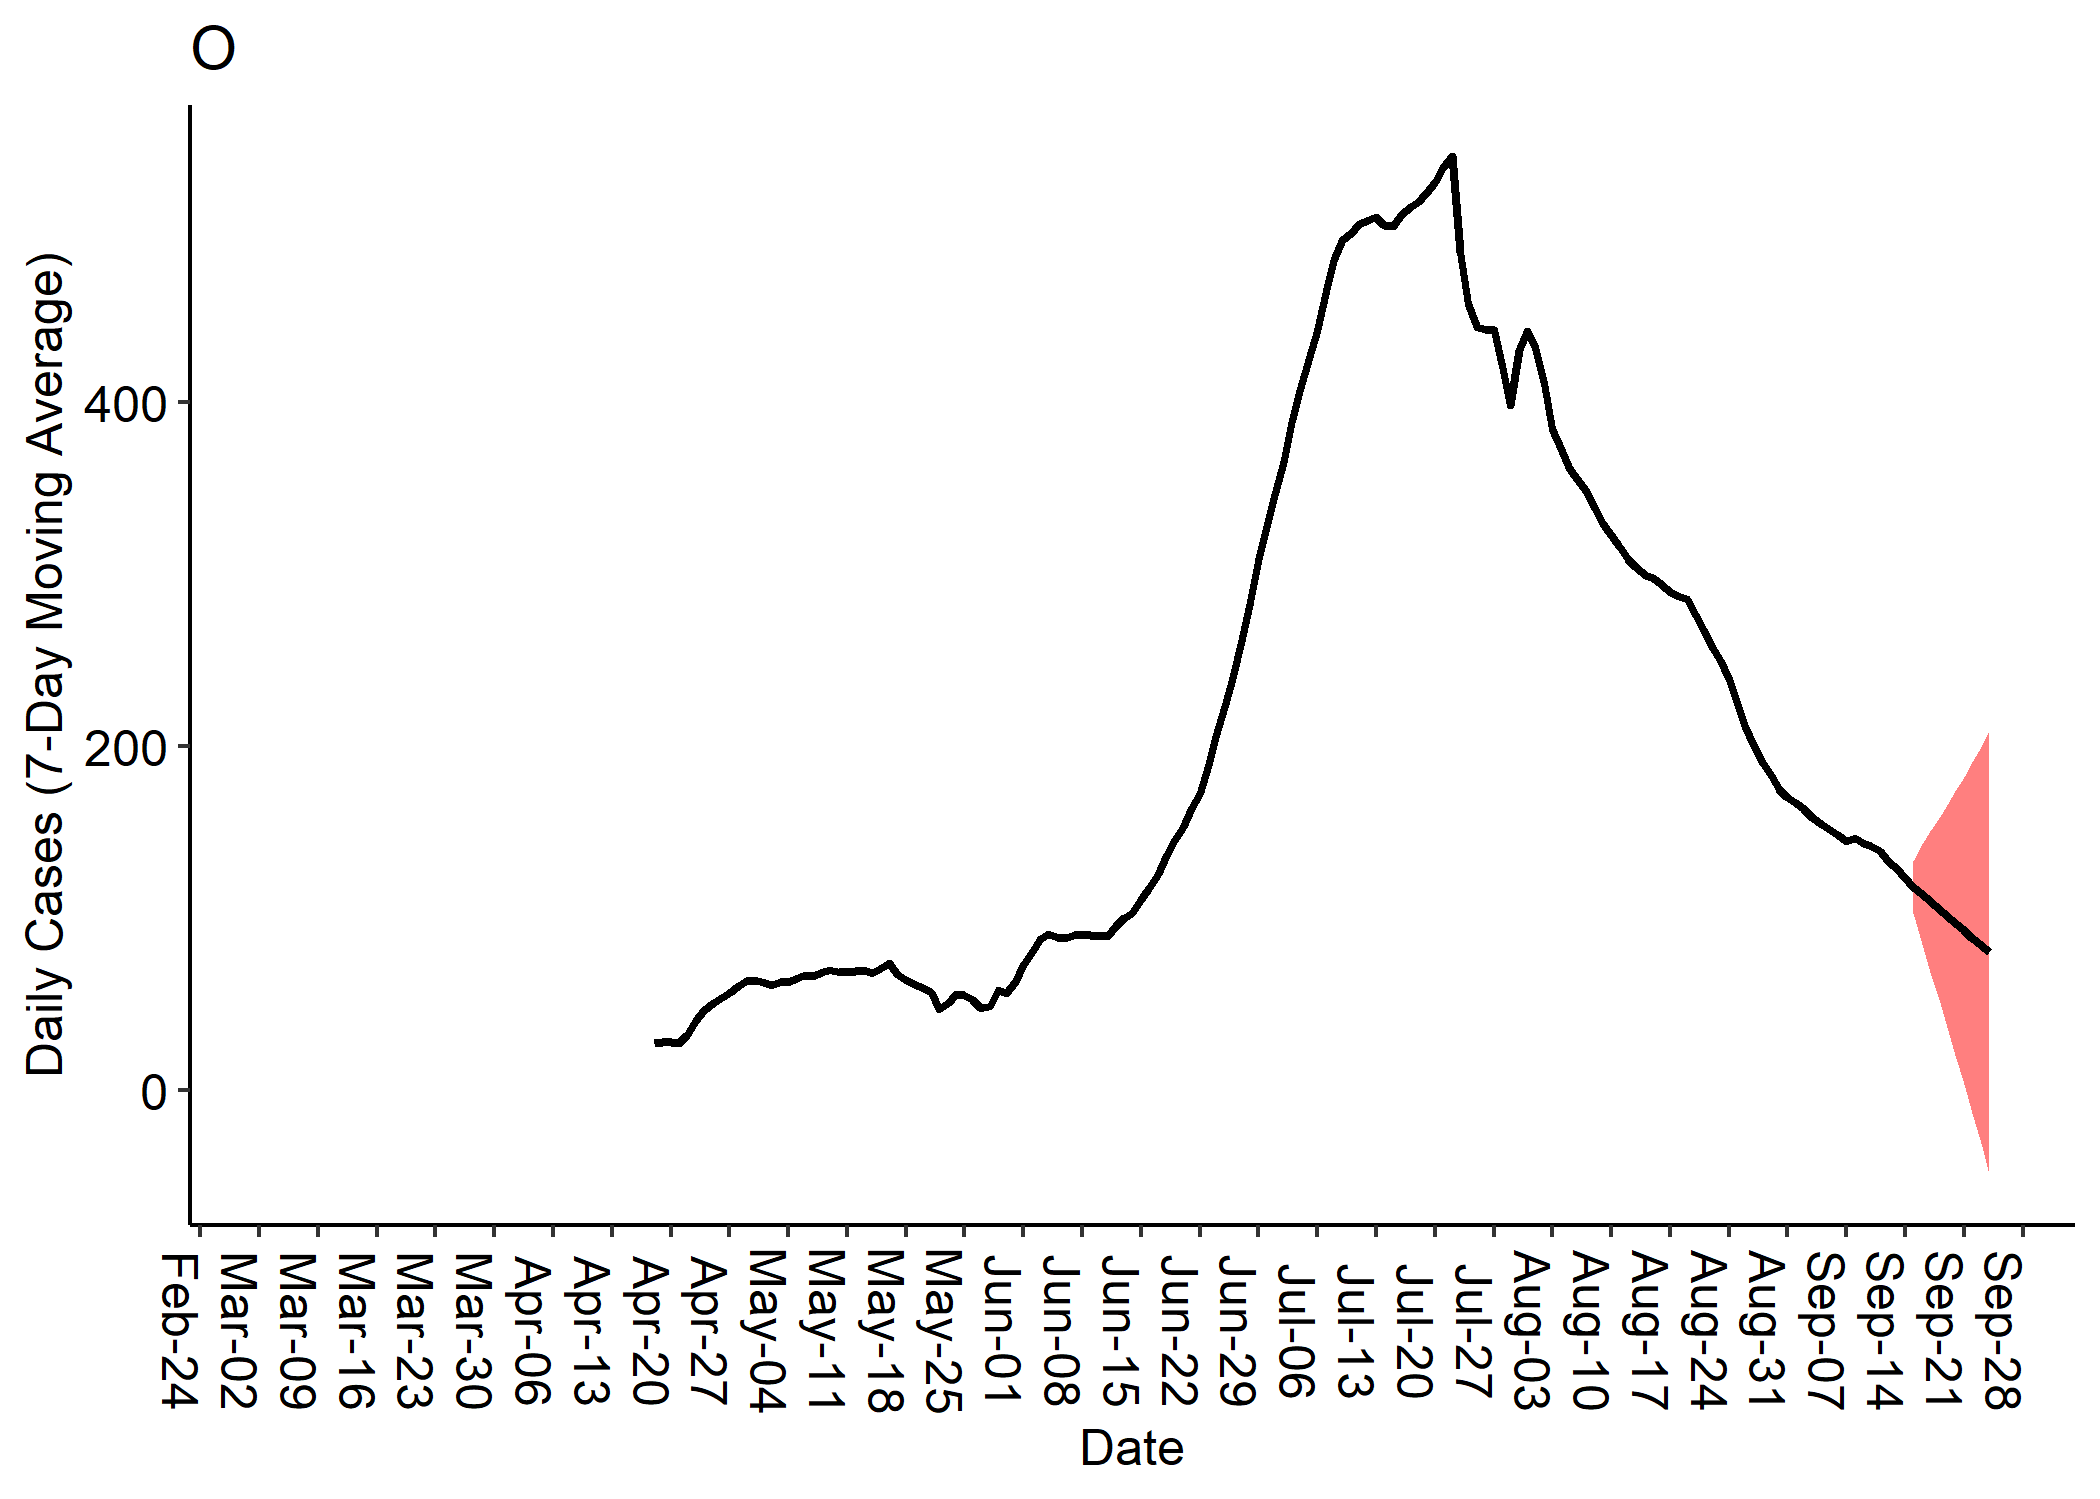 O
Daily Cases (7-Day Moving Average)
400
200
0
Feb-24
Mar-02
Mar-09
Mar-16
Mar-23
Mar-30
Apr-06
Apr-13
Apr-20
Apr-27
May-04
May-11
May-18
May-25
Jun-01
Jun-08
Jun-15
Jun-22
Jun-29
Jul-06
Jul-13
Jul-20
Jul-27
Aug-03
Aug-10
Aug-17
Aug-24
Aug-31
Sep-07
Sep-14
Sep-21
Sep-28
Date